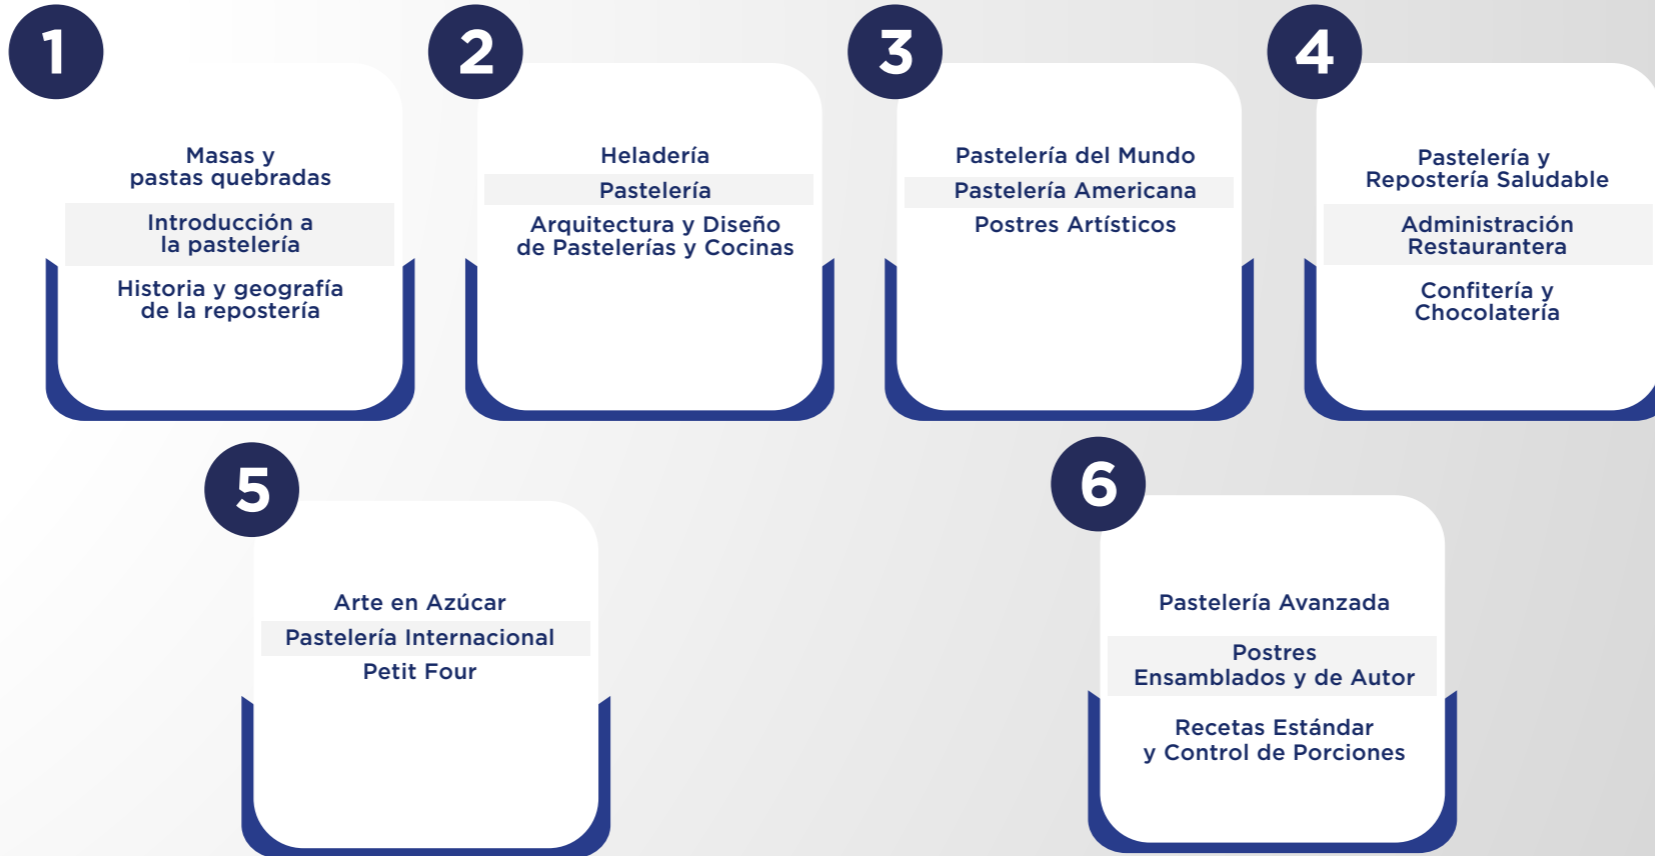 1
Masas y
pastas quebradas
Introducción a
la pastelería
Historia y geografía
de la repostería
2
Heladería
Pastelería
Arquitectura y Diseño
de Pastelerías y Cocinas
3
Pastelería del Mundo
Pastelería Americana
Postres Artísticos
4
Pastelería y
Repostería Saludable
Administración
Restaurantera
Confitería y
Chocolatería
5
Arte en Azúcar
Pastelería Internacional
Petit Four
6
Pastelería Avanzada
Postres
Ensamblados y de Autor
Recetas Estándar
y Control de Porciones